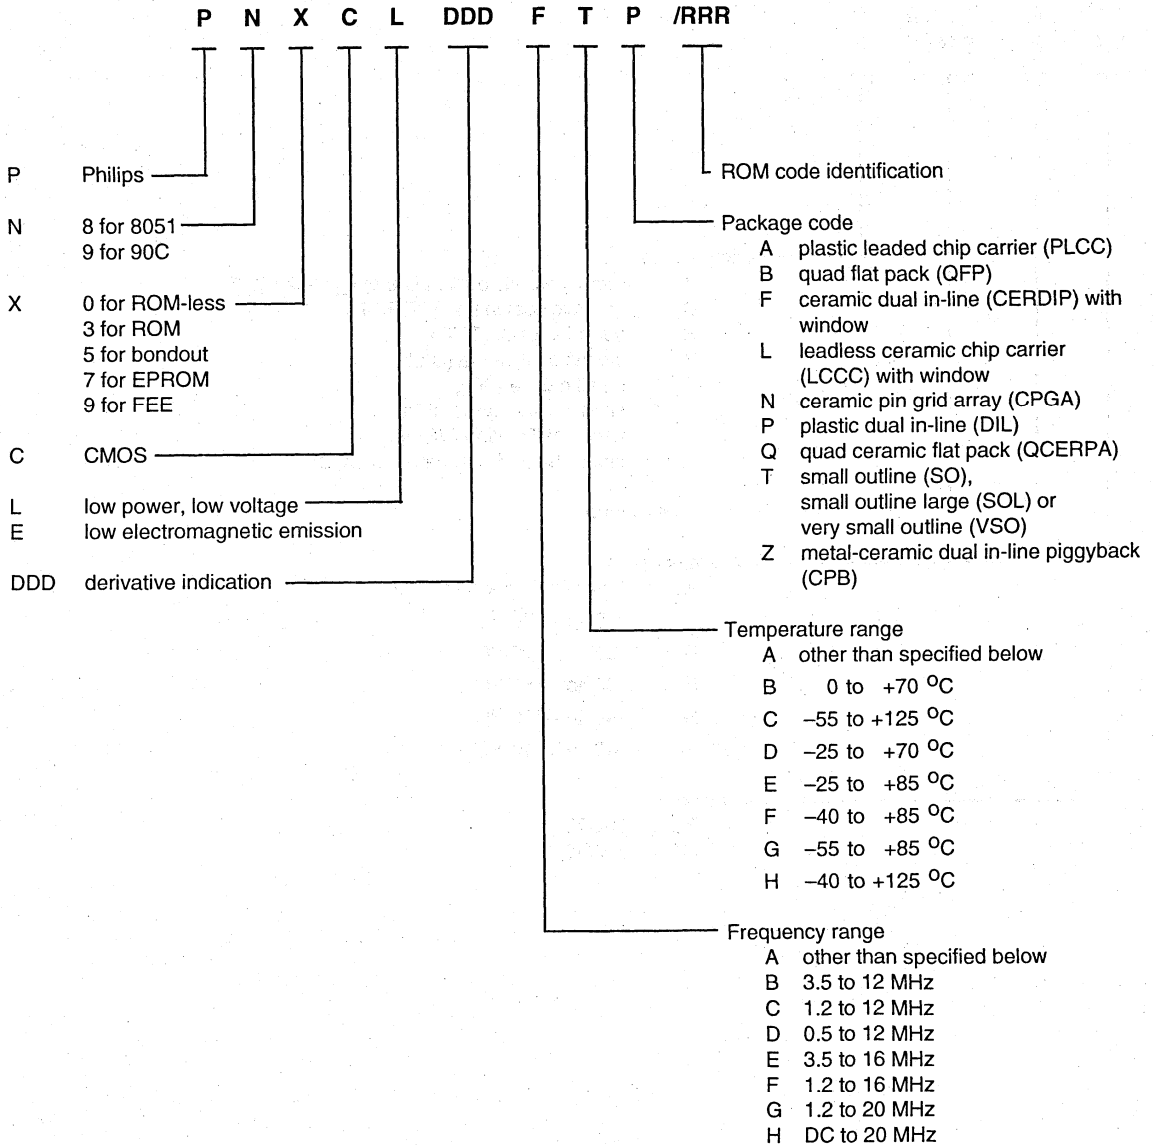 P N X C L DDD F T P /RRR
P Philips
N 8 for 8051
9 for 90C
X 0 for ROM-less
3 for ROM
5 for bondout
7 for EPROM
9 for FEE
C CMOS
L low power, low voltage
E low electromagnetic emission
DDD derivative indication
ROM code identification
Package code
A plastic leaded chip carrier (PLCC)
B quad flat pack (QFP)
F ceramic dual in-line (CERDIP) with
window
L leadless ceramic chip carrier
(LCCC) with window
N ceramic pin grid array (CPGA)
P plastic dual in-line (DIL)
Q quad ceramic flat pack (QCERPA)
T small outline (SO),
small outline large (SOL) or
very small outline (VSO)
Z metal-ceramic dual in-line piggyback
(CPB)
Temperature range
A other than specified below
B 0 to +70 °C
C –55 to +125 °C
D –25 to +70 °C
E –25 to +85 °C
F –40 to +85 °C
G –55 to +85 °C
H –40 to +125 °C
Frequency range
A other than specified below
B 3.5 to 12 MHz
C 1.2 to 12 MHz
D 0.5 to 12 MHz
E 3.5 to 16 MHz
F 1.2 to 16 MHz
G 1.2 to 20 MHz
H DC to 20 MHz